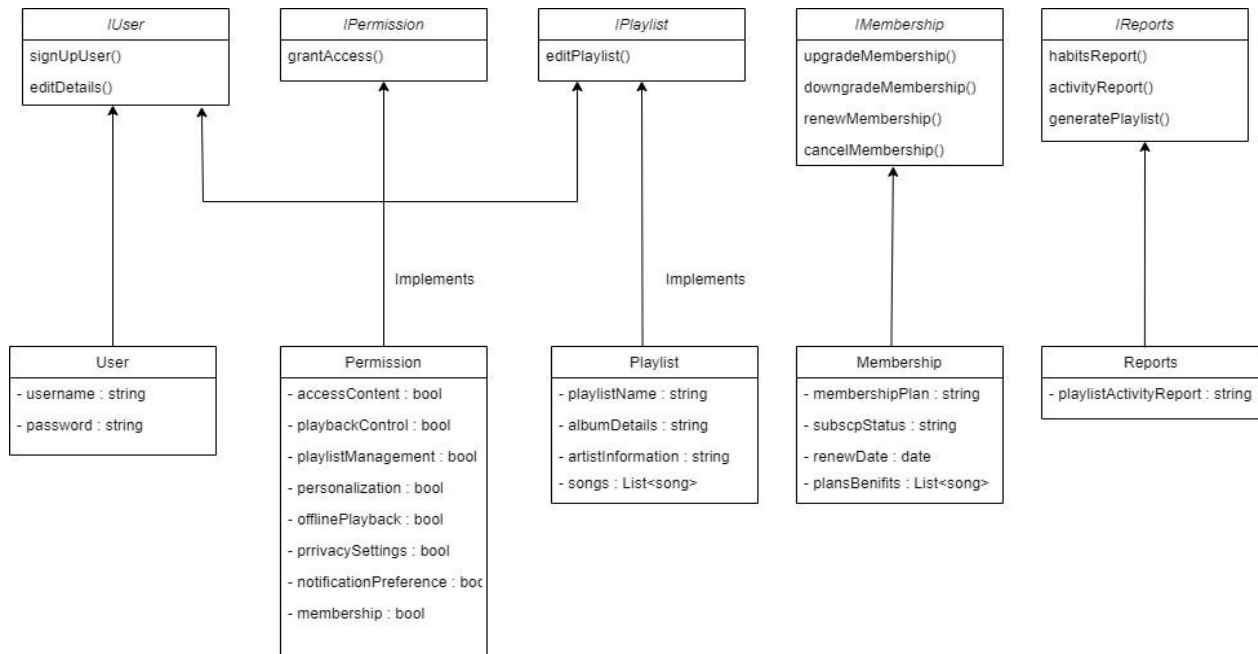 IUser
signUpUser()
editDetails()
IPermission
grantAccess()
IPlaylist
editPlaylist()
IMembership
upgradeMembership()
downgradeMembership()
renewMembership()
cancelMembership()
IReports
habitsReport()
activityReport()
generatePlaylist()
Implements
Implements
User
- username : string
- password : string
Permission
- accessContent : bool
- playbackControl : bool
- playlistManagement : bool
- personalization : bool
- offlinePlayback : bool
- prrivacySettings : bool
- notificationPreference : boo
- membership : bool
Playlist
- playlistName : string
- albumDetails : string
- artistInformation : string
- songs : List<song>
Membership
- membershipPlan : string
- subscpStatus : string
- renewDate : date
- plansBenifits : List<song>
Reports
- playlistActivityReport : string